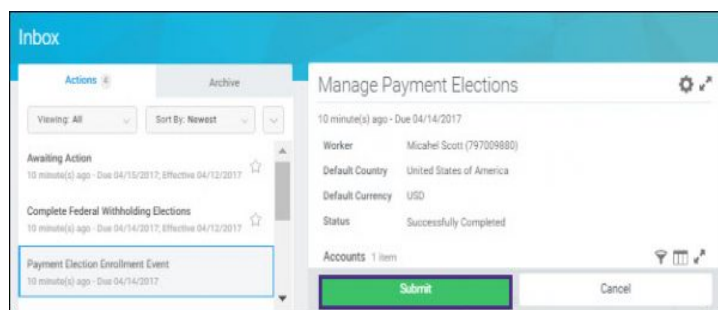 Inbox
Actions 4
Archive
Viewing: All
Sort By: Newest
Awaiting Action
10 minute(s) ago - Due 04/15/2017; Effective 04/12/2017
Complete Federal Withholding Elections
10 minute(s) ago - Due 04/14/2017; Effective 04/12/2017
Payment Election Enrollment Event
10 minute(s) ago - Due 04/14/2017
Manage Payment Elections
10 minute(s) ago - Due 04/14/2017
Worker Micahel Scott (797009880)
Default Country United States of America
Default Currency USD
Status Successfully Completed
Accounts 1 item
Submit
Cancel